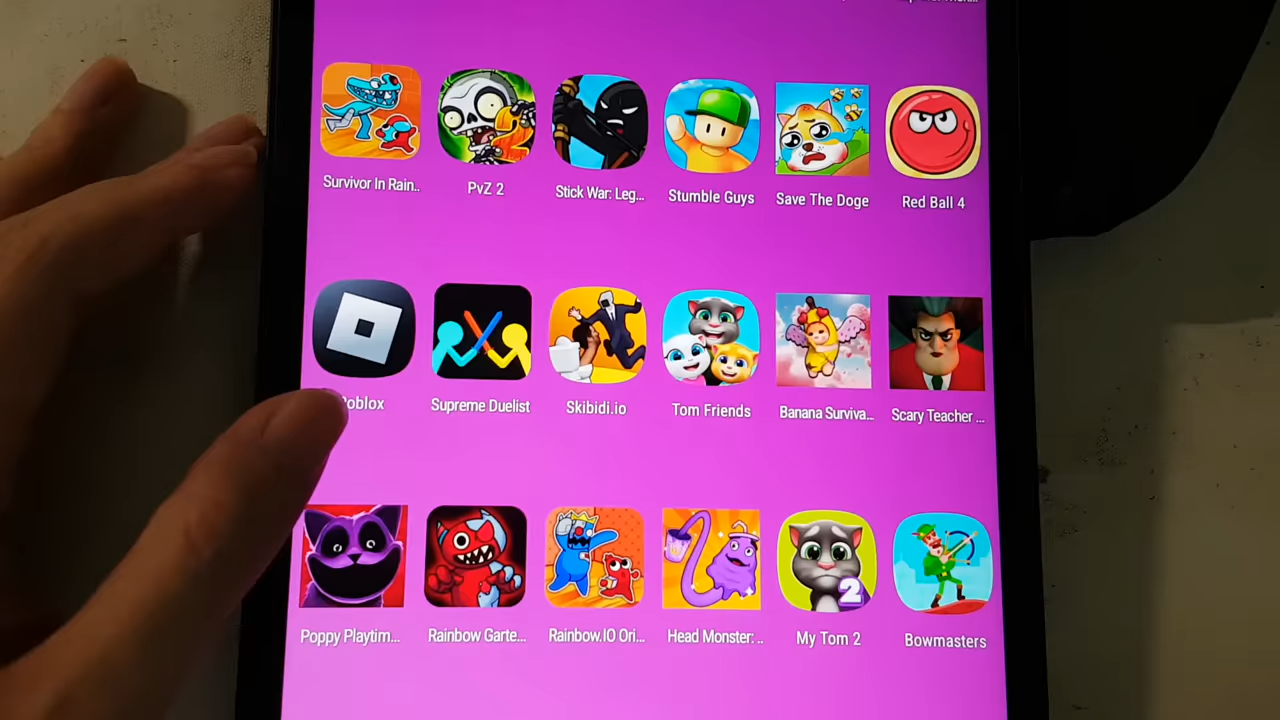 Survivor In Rain..
PvZ 2
Stick War: Leg...
Stumble Guys
Save The Doge
Red Ball 4
Roblox
Supreme Duelist
Skibidi.io
Tom Friends
Banana Surviva...
Scary Teacher ...
Poppy Playtim...
Rainbow Garte...
Rainbow.IO Ori...
Head Monster: ..
2
My Tom 2
Bowmasters